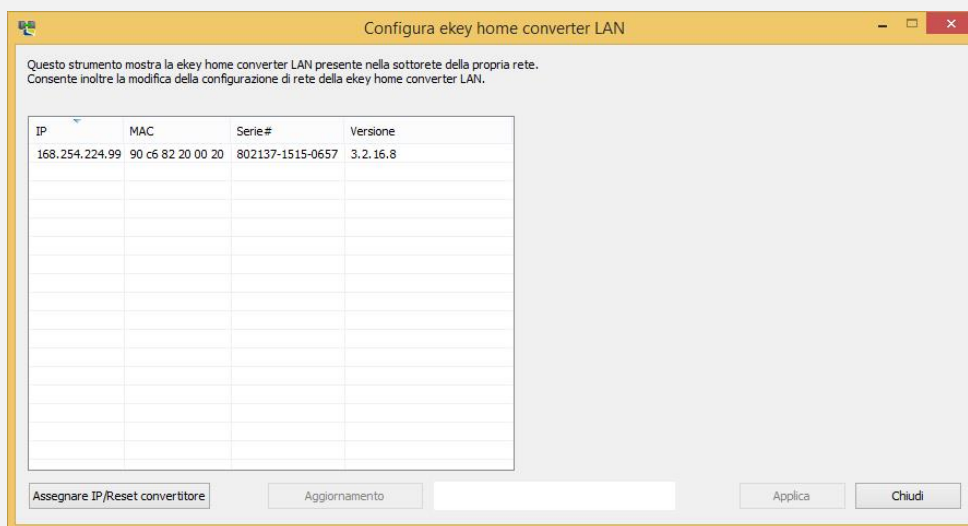 Configura ekey home converter LAN
Questo strumento mostra la ekey home converter LAN presente nella sottorete della propria rete.
Consente inoltre la modifica della configurazione di rete della ekey home converter LAN.
IP MAC Serie# Versione
168.254.224.99 90 c6 82 20 00 20 802137-1515-0657 3.2.16.8
Assegnare IP/Reset convertitore Aggiornamento Applica Chiudi